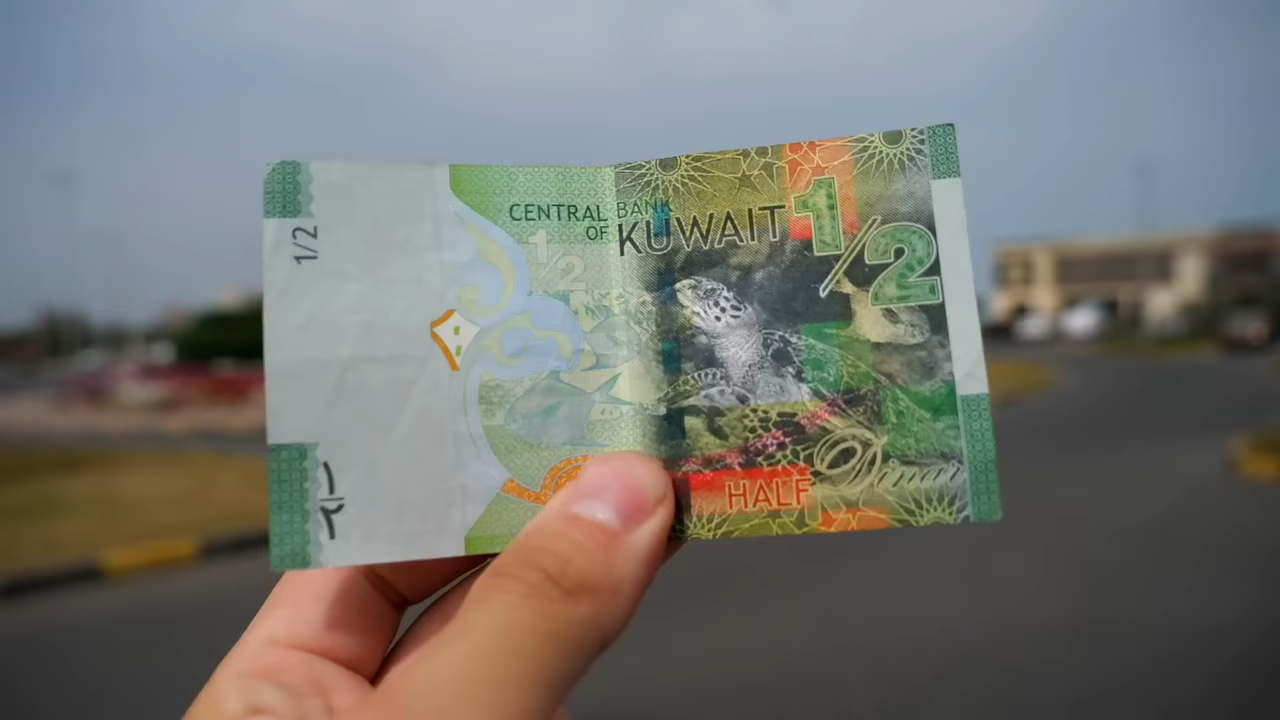 1/2
CENTRAL BANK
OF KUWAIT
1/2
1/2
١/٢
HALF
Dinar